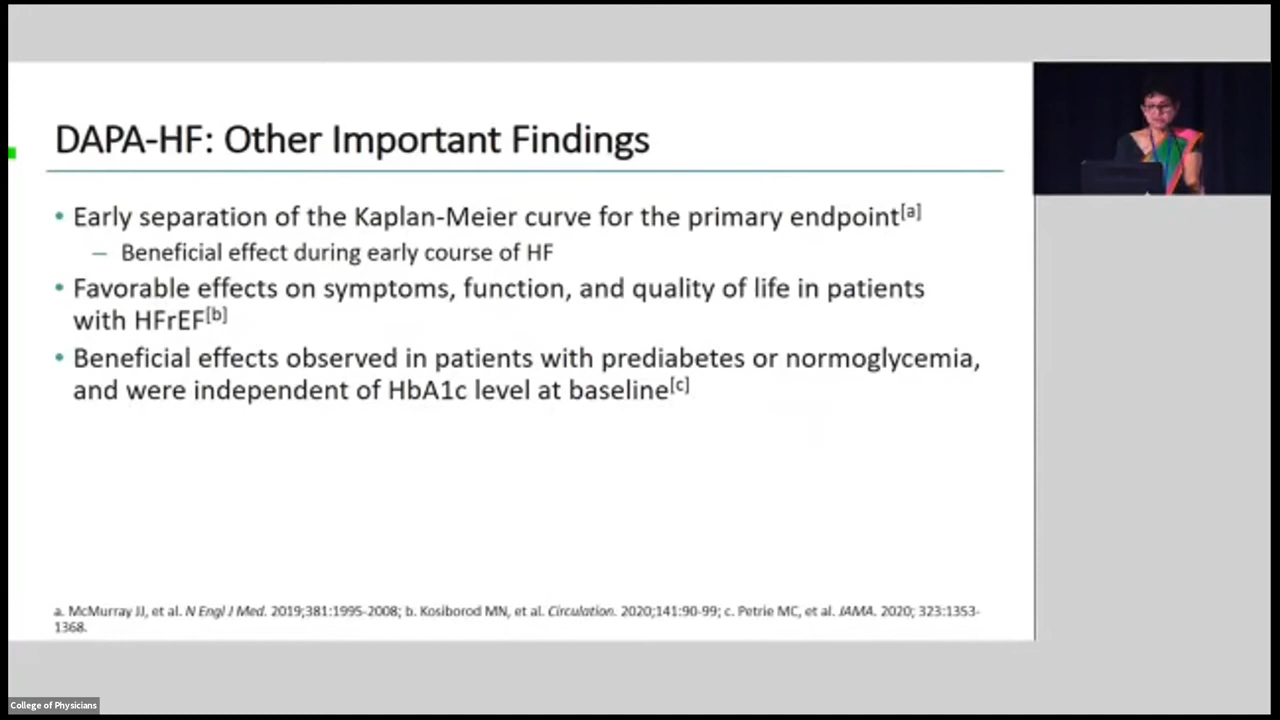 DAPA-HF: Other Important Findings
• Early separation of the Kaplan-Meier curve for the primary endpoint[a]
– Beneficial effect during early course of HF
• Favorable effects on symptoms, function, and quality of life in patients
with HFrEF[b]
• Beneficial effects observed in patients with prediabetes or normoglycemia,
and were independent of HbA1c level at baseline[c]
a. McMurray JJ, et al. N Engl J Med. 2019;381:1995-2008; b. Kosiborod MN, et al. Circulation. 2020;141:90-99; c. Petrie MC, et al. JAMA. 2020; 323:1353-
1368.
College of Physicians